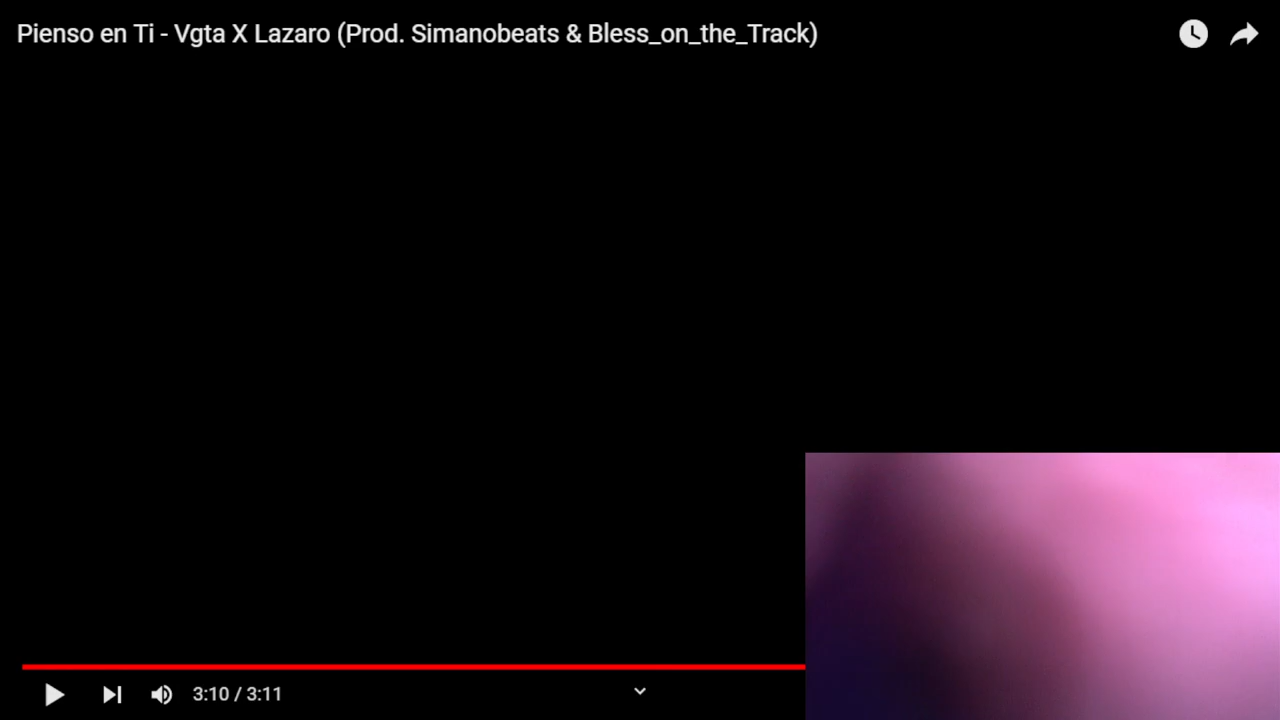 Pienso en Ti - Vgta X Lazaro (Prod. Simanobeats & Bless_on_the_Track)
3:10 / 3:11